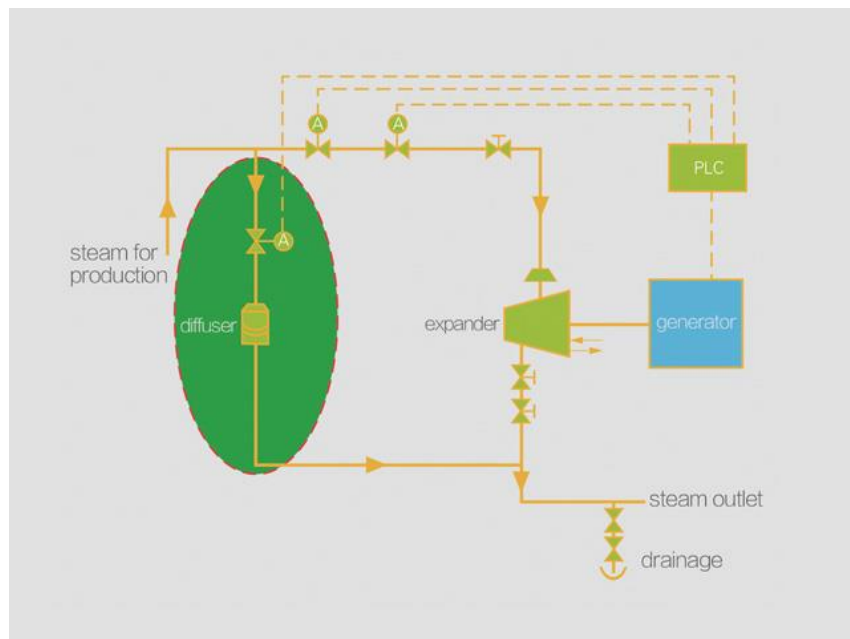 A
A
PLC
A
steam for
production
diffuser
expander
generator
steam outlet
drainage